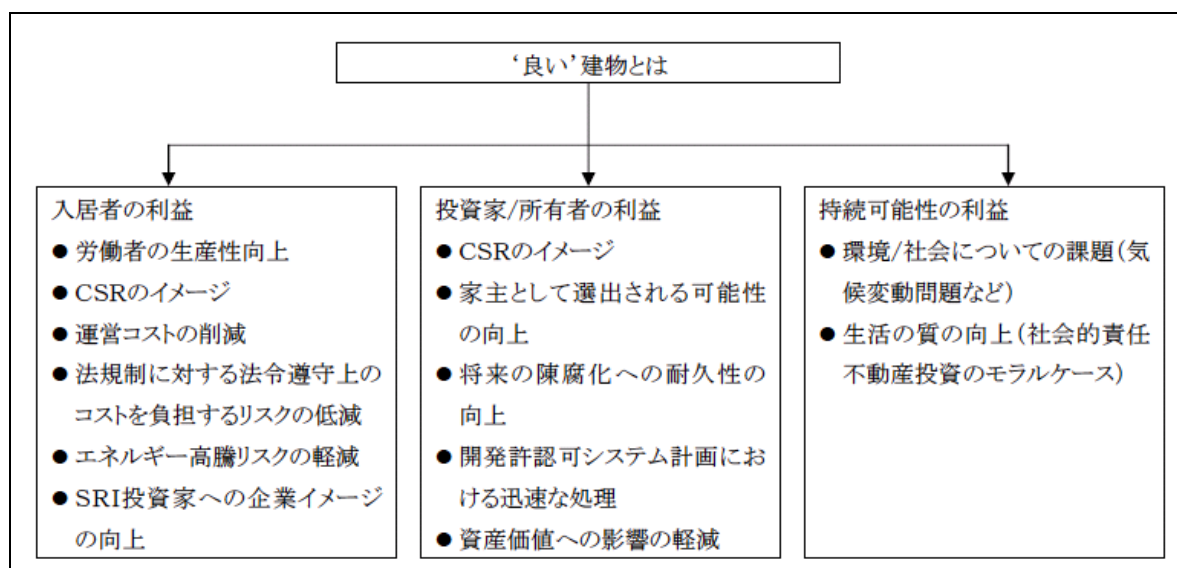 ‘良い’建物とは
入居者の利益
● 労働者の生産性向上
● CSRのイメージ
● 運営コストの削減
● 法規制に対する法令遵守上の
コストを負担するリスクの低減
● エネルギー高騰リスクの軽減
● SRI投資家への企業イメージ
の向上
投資家/所有者の利益
● CSRのイメージ
● 家主として選出される可能性
の向上
● 将来の陳腐化への耐久性の
向上
● 開発許認可システム計画にお
ける迅速な処理
● 資産価値への影響の軽減
持続可能性の利益
● 環境/社会についての課題(気
候変動問題など)
● 生活の質の向上(社会的責任
不動産投資のモラルケース)